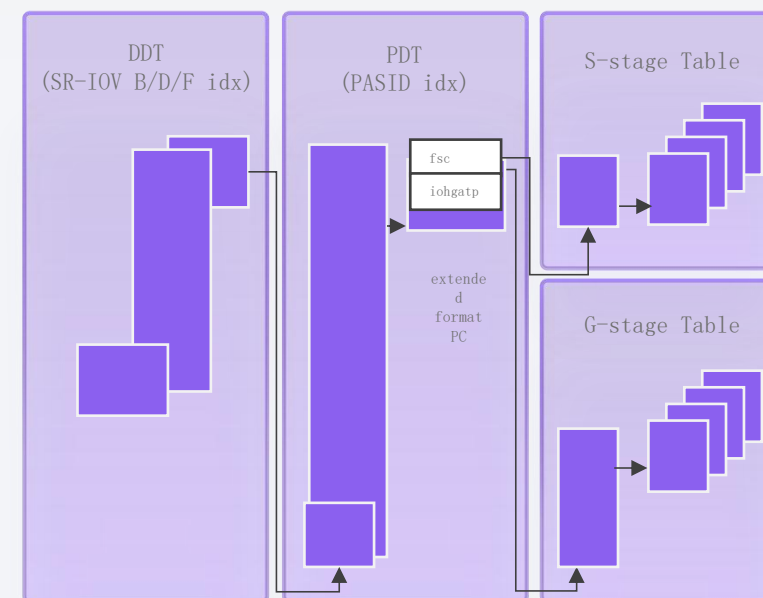 DDT
(SR-IOV B/D/F idx)
PDT
(PASID idx)
fsc
iohgatp
extende
d
format
PC
S-stage Table
G-stage Table